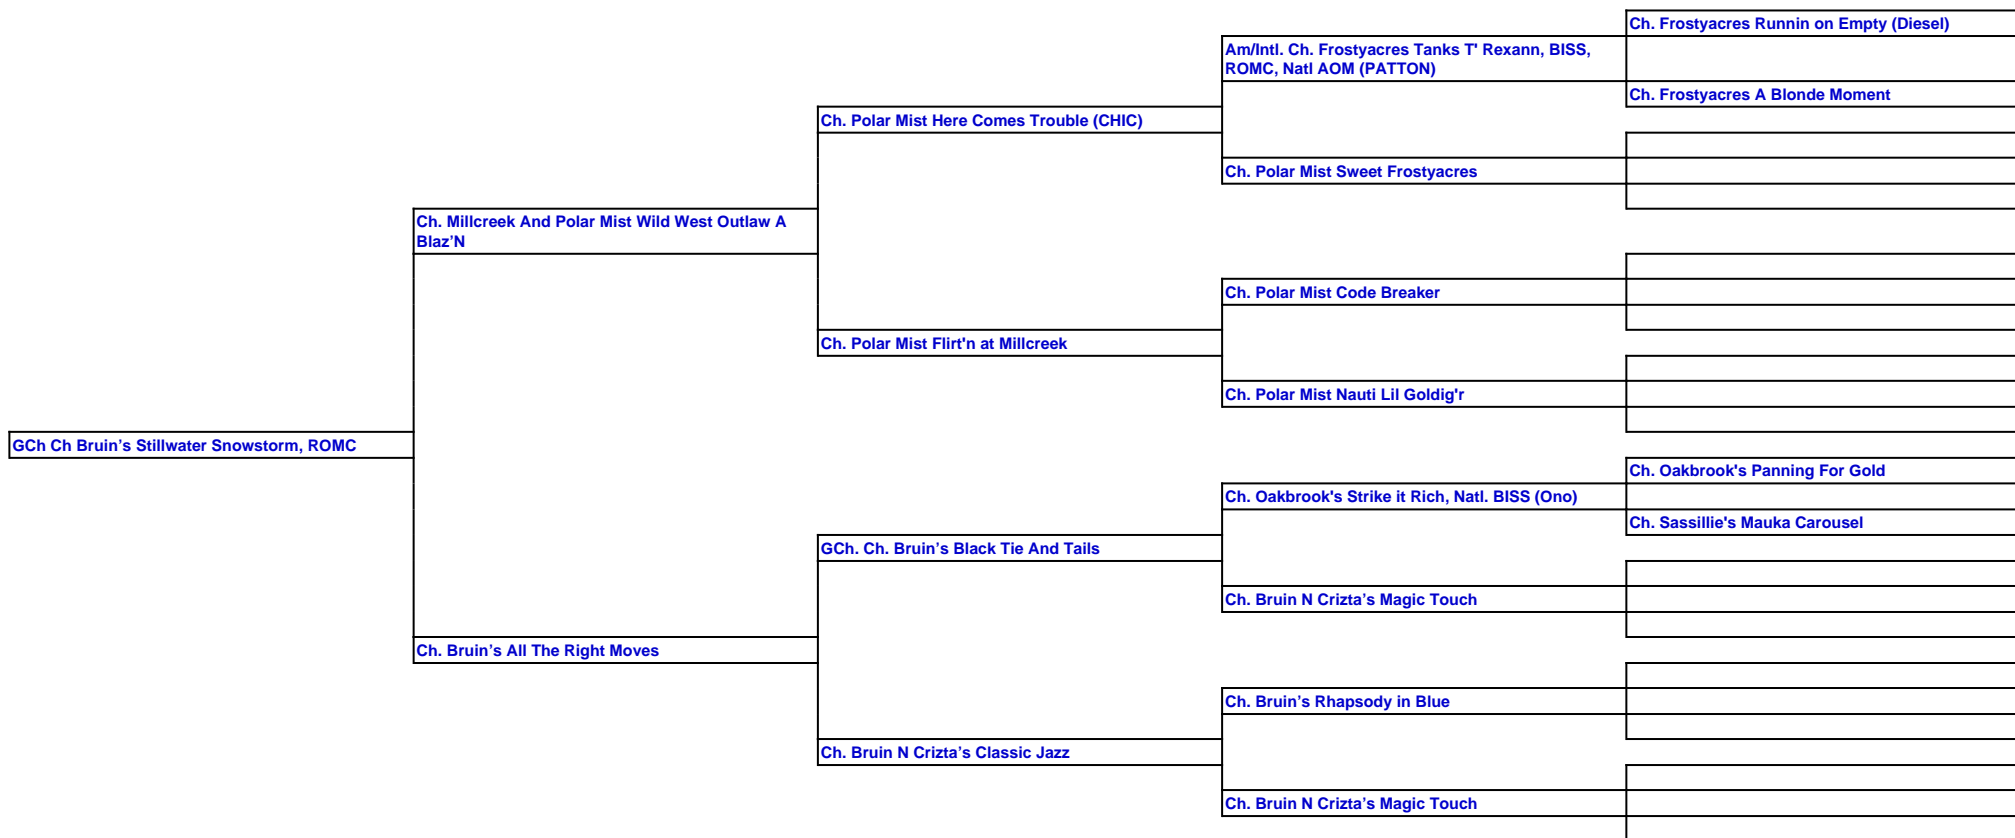 Ch. Frostyacres Runnin on Empty (Diesel)
Am/Intl. Ch. Frostyacres Tanks T' Rexann, BISS,
ROMC, Natl AOM (PATTON)
Ch. Frostyacres A Blonde Moment
Ch. Polar Mist Here Comes Trouble (CHIC)
Ch. Polar Mist Sweet Frostyacres
Ch. Millcreek And Polar Mist Wild West Outlaw A
Blaz’N
Ch. Polar Mist Code Breaker
Ch. Polar Mist Flirt'n at Millcreek
Ch. Polar Mist Nauti Lil Goldig'r
GCh Ch Bruin’s Stillwater Snowstorm, ROMC
Ch. Oakbrook's Panning For Gold
Ch. Oakbrook's Strike it Rich, Natl. BISS (Ono)
Ch. Sassillie's Mauka Carousel
GCh. Ch. Bruin’s Black Tie And Tails
Ch. Bruin N Crizta’s Magic Touch
Ch. Bruin’s All The Right Moves
Ch. Bruin’s Rhapsody in Blue
Ch. Bruin N Crizta’s Classic Jazz
Ch. Bruin N Crizta’s Magic Touch